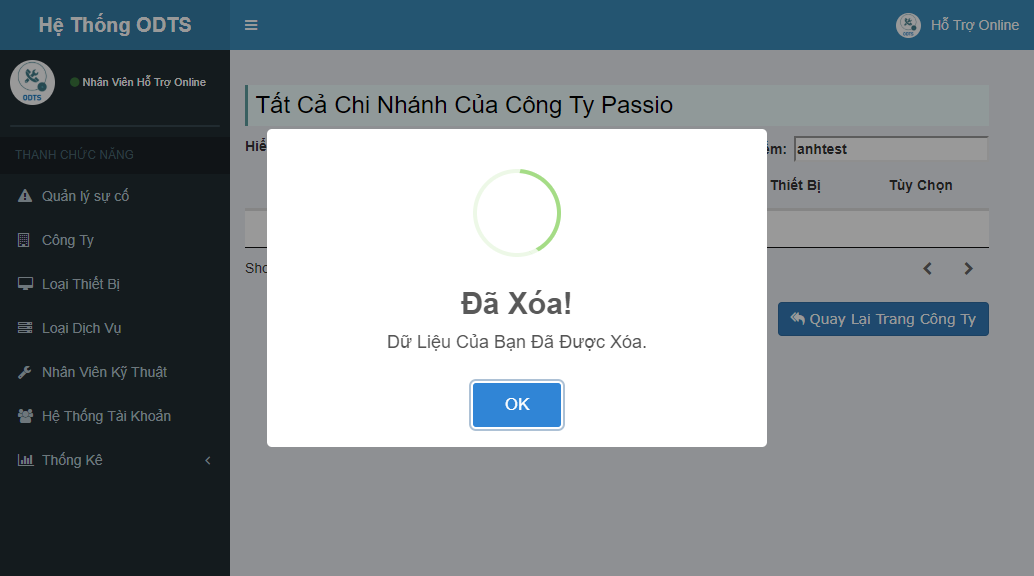 Hệ Thống ODTS
Hỗ Trợ Online
ODTS
Nhân Viên Hỗ Trợ Online
ODTS
THANH CHỨC NĂNG
Quản lý sự cố
Công Ty
Loại Thiết Bị
Loại Dịch Vụ
Nhân Viên Kỹ Thuật
Hệ Thống Tài Khoản
Thống Kê
Tất Cả Chi Nhánh Của Công Ty Passio
anhtest
Thiết Bị
Tùy Chọn
Đã Xóa!
Dữ Liệu Của Bạn Đã Được Xóa.
OK
Quay Lại Trang Công Ty